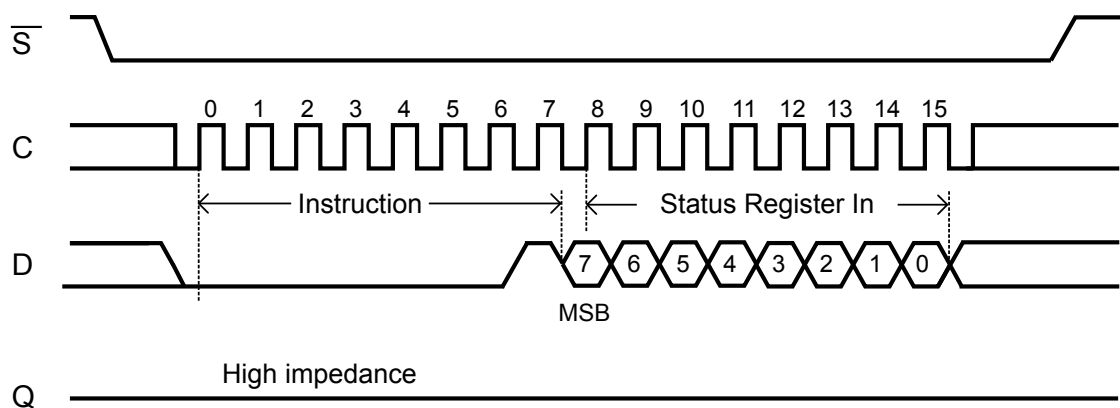 S
0 1 2 3 4 5 6 7 8 9 10 11 12 13 14 15
C
Instruction Status Register In
D 7 6 5 4 3 2 1 0
MSB
High impedance
Q